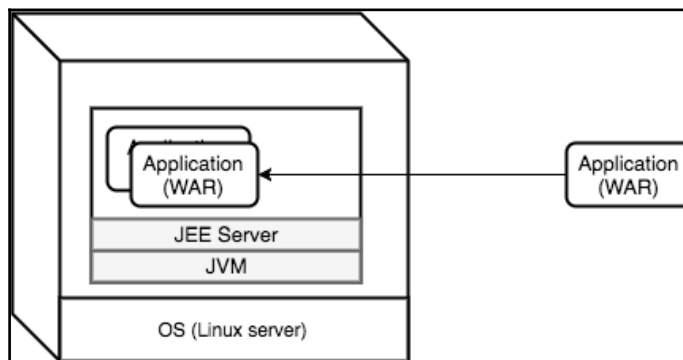 Application
(WAR)
Application
(WAR)
JEE Server
JVM
OS (Linux server)